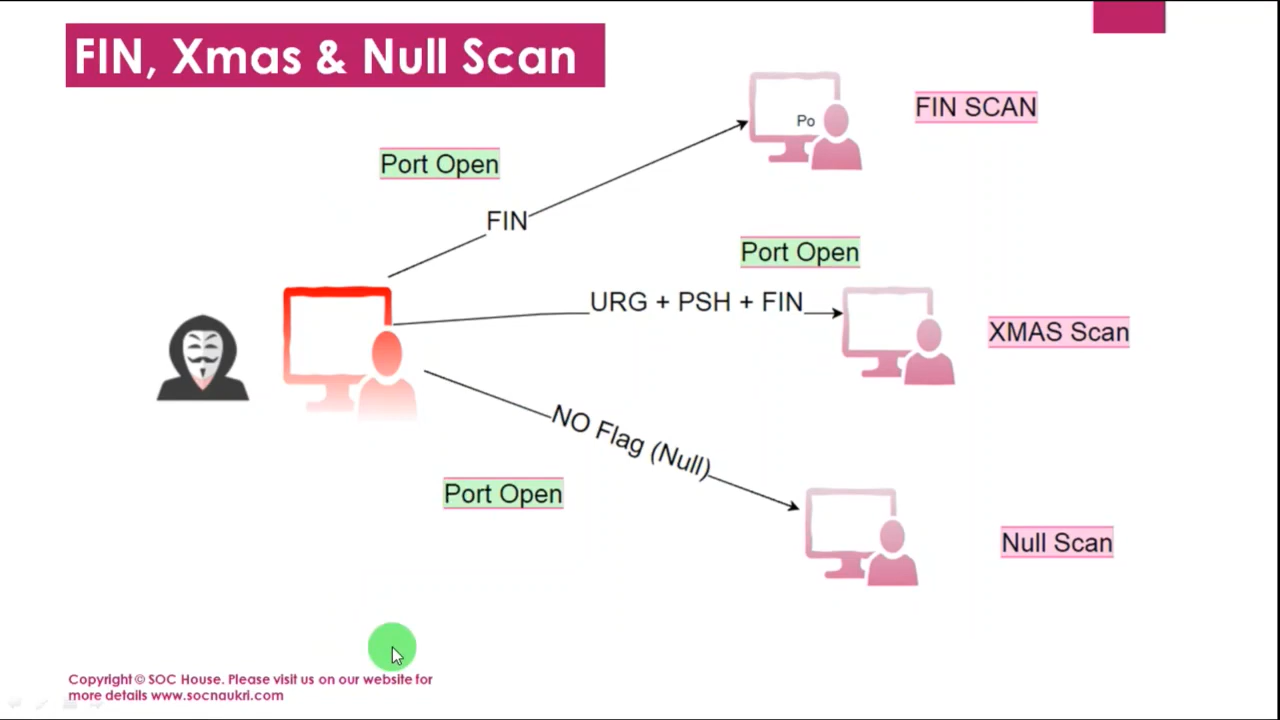 FIN, Xmas & Null Scan
Po
FIN SCAN
Port Open
FIN
Port Open
URG + PSH + FIN
XMAS Scan
NO Flag (Null)
Port Open
Null Scan
Copyright © SOC House. Please visit us on our website for
more details www.socnaukri.com